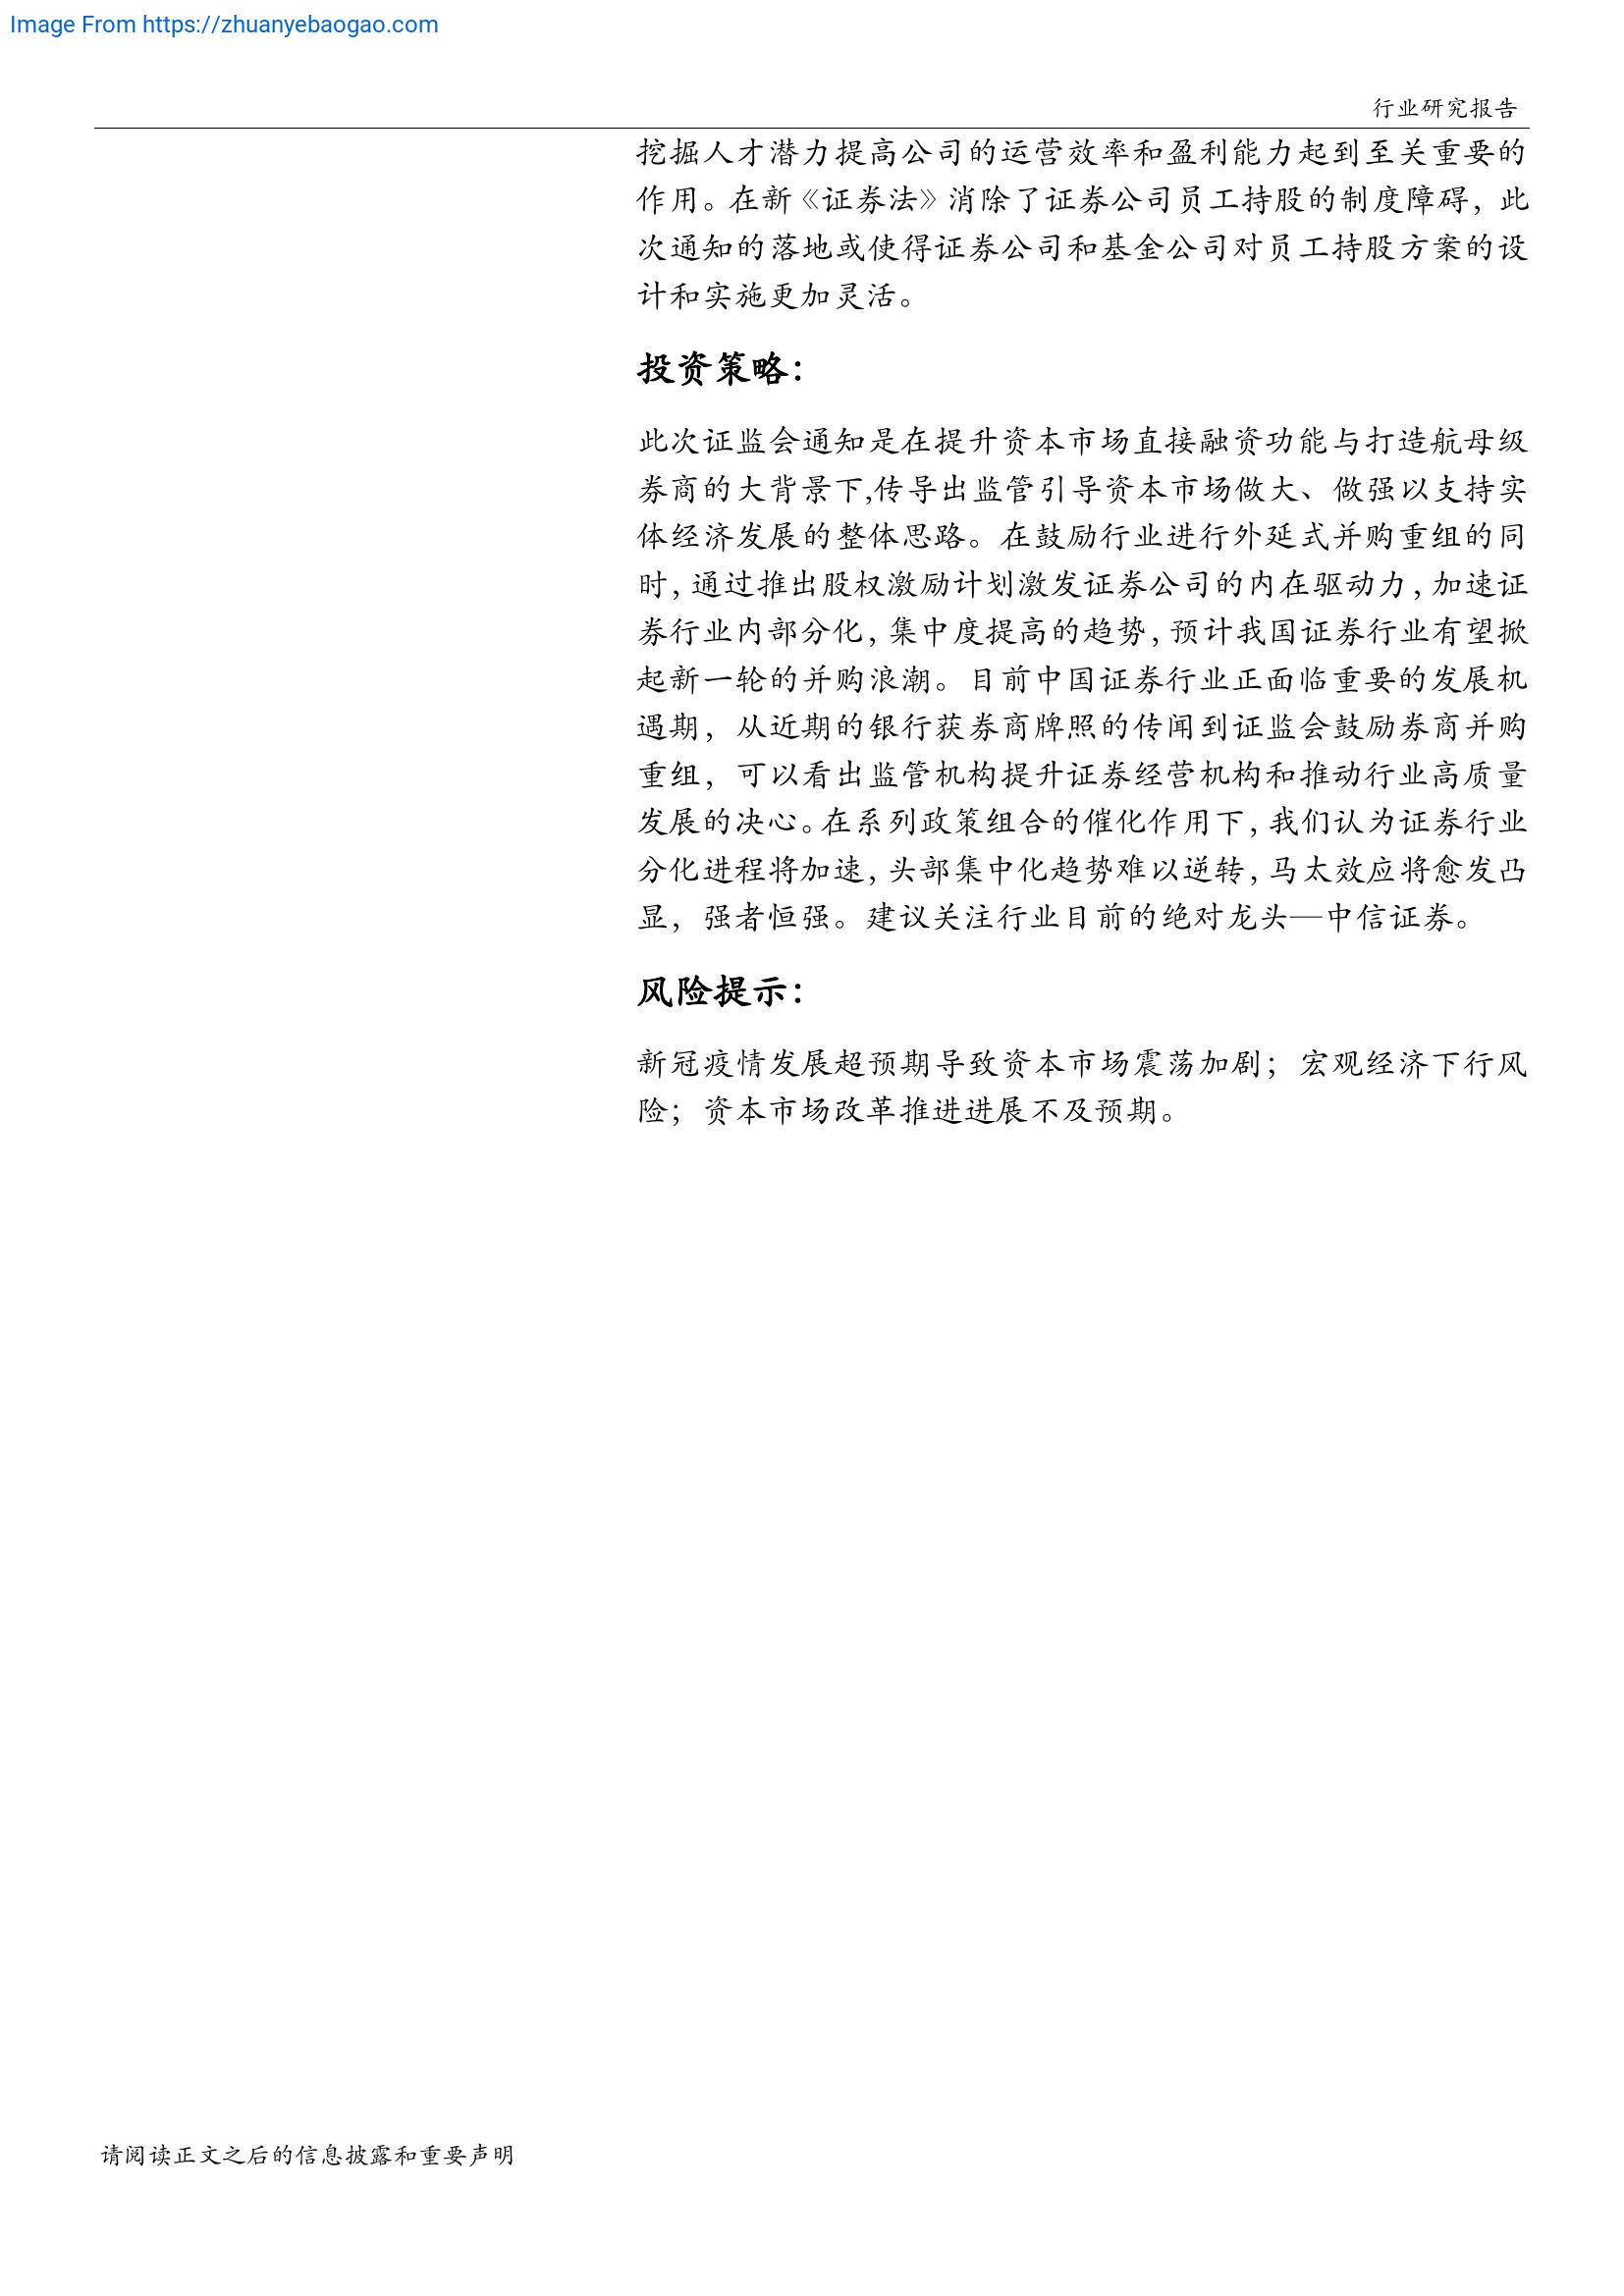 Image From https://zhuanyebaogao.com
行业研究报告
挖掘人才潜力提高公司的运营效率和盈利能力起到至关重要的
作用。在新《证券法》消除了证券公司员工持股的制度障碍，此
次通知的落地或使得证券公司和基金公司对员工持股方案的设
计和实施更加灵活。
投资策略：
此次证监会通知是在提升资本市场直接融资功能与打造航母级
券商的大背景下,传导出监管引导资本市场做大、做强以支持实
体经济发展的整体思路。在鼓励行业进行外延式并购重组的同
时，通过推出股权激励计划激发证券公司的内在驱动力，加速证
券行业内部分化，集中度提高的趋势，预计我国证券行业有望掀
起新一轮的并购浪潮。目前中国证券行业正面临重要的发展机
遇期，从近期的银行获券商牌照的传闻到证监会鼓励券商并购
重组，可以看出监管机构提升证券经营机构和推动行业高质量
发展的决心。在系列政策组合的催化作用下，我们认为证券行业
分化进程将加速，头部集中化趋势难以逆转，马太效应将愈发凸
显，强者恒强。建议关注行业目前的绝对龙头—中信证券。
风险提示：
新冠疫情发展超预期导致资本市场震荡加剧；宏观经济下行风
险；资本市场改革推进进展不及预期。
请阅读正文之后的信息披露和重要声明